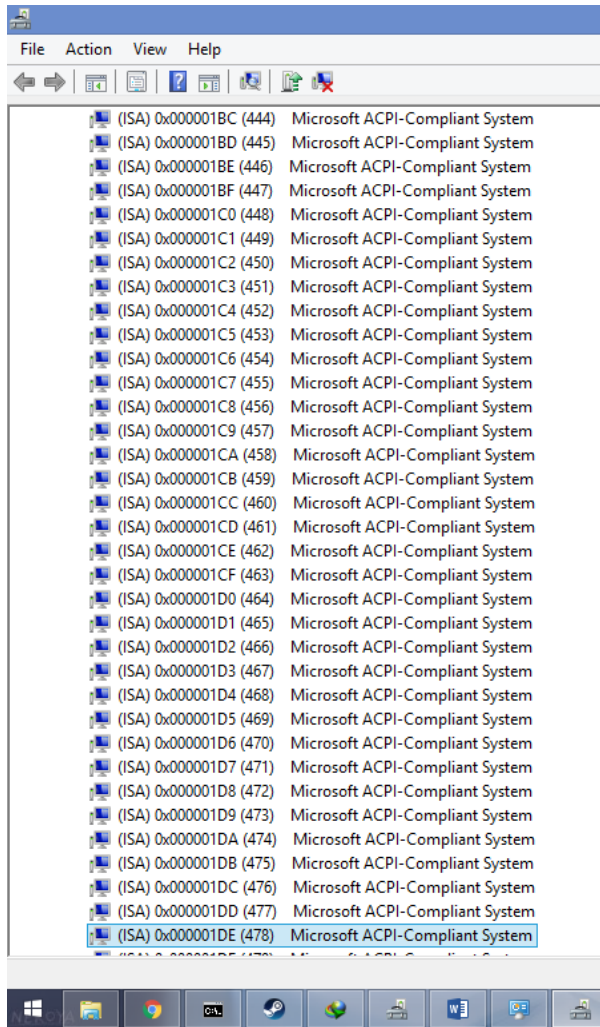 File Action View Help
(ISA) 0x000001BC (444) Microsoft ACPI-Compliant System
(ISA) 0x000001BD (445) Microsoft ACPI-Compliant System
(ISA) 0x000001BE (446) Microsoft ACPI-Compliant System
(ISA) 0x000001BF (447) Microsoft ACPI-Compliant System
(ISA) 0x000001C0 (448) Microsoft ACPI-Compliant System
(ISA) 0x000001C1 (449) Microsoft ACPI-Compliant System
(ISA) 0x000001C2 (450) Microsoft ACPI-Compliant System
(ISA) 0x000001C3 (451) Microsoft ACPI-Compliant System
(ISA) 0x000001C4 (452) Microsoft ACPI-Compliant System
(ISA) 0x000001C5 (453) Microsoft ACPI-Compliant System
(ISA) 0x000001C6 (454) Microsoft ACPI-Compliant System
(ISA) 0x000001C7 (455) Microsoft ACPI-Compliant System
(ISA) 0x000001C8 (456) Microsoft ACPI-Compliant System
(ISA) 0x000001C9 (457) Microsoft ACPI-Compliant System
(ISA) 0x000001CA (458) Microsoft ACPI-Compliant System
(ISA) 0x000001CB (459) Microsoft ACPI-Compliant System
(ISA) 0x000001CC (460) Microsoft ACPI-Compliant System
(ISA) 0x000001CD (461) Microsoft ACPI-Compliant System
(ISA) 0x000001CE (462) Microsoft ACPI-Compliant System
(ISA) 0x000001CF (463) Microsoft ACPI-Compliant System
(ISA) 0x000001D0 (464) Microsoft ACPI-Compliant System
(ISA) 0x000001D1 (465) Microsoft ACPI-Compliant System
(ISA) 0x000001D2 (466) Microsoft ACPI-Compliant System
(ISA) 0x000001D3 (467) Microsoft ACPI-Compliant System
(ISA) 0x000001D4 (468) Microsoft ACPI-Compliant System
(ISA) 0x000001D5 (469) Microsoft ACPI-Compliant System
(ISA) 0x000001D6 (470) Microsoft ACPI-Compliant System
(ISA) 0x000001D7 (471) Microsoft ACPI-Compliant System
(ISA) 0x000001D8 (472) Microsoft ACPI-Compliant System
(ISA) 0x000001D9 (473) Microsoft ACPI-Compliant System
(ISA) 0x000001DA (474) Microsoft ACPI-Compliant System
(ISA) 0x000001DB (475) Microsoft ACPI-Compliant System
(ISA) 0x000001DC (476) Microsoft ACPI-Compliant System
(ISA) 0x000001DD (477) Microsoft ACPI-Compliant System
(ISA) 0x000001DE (478) Microsoft ACPI-Compliant System